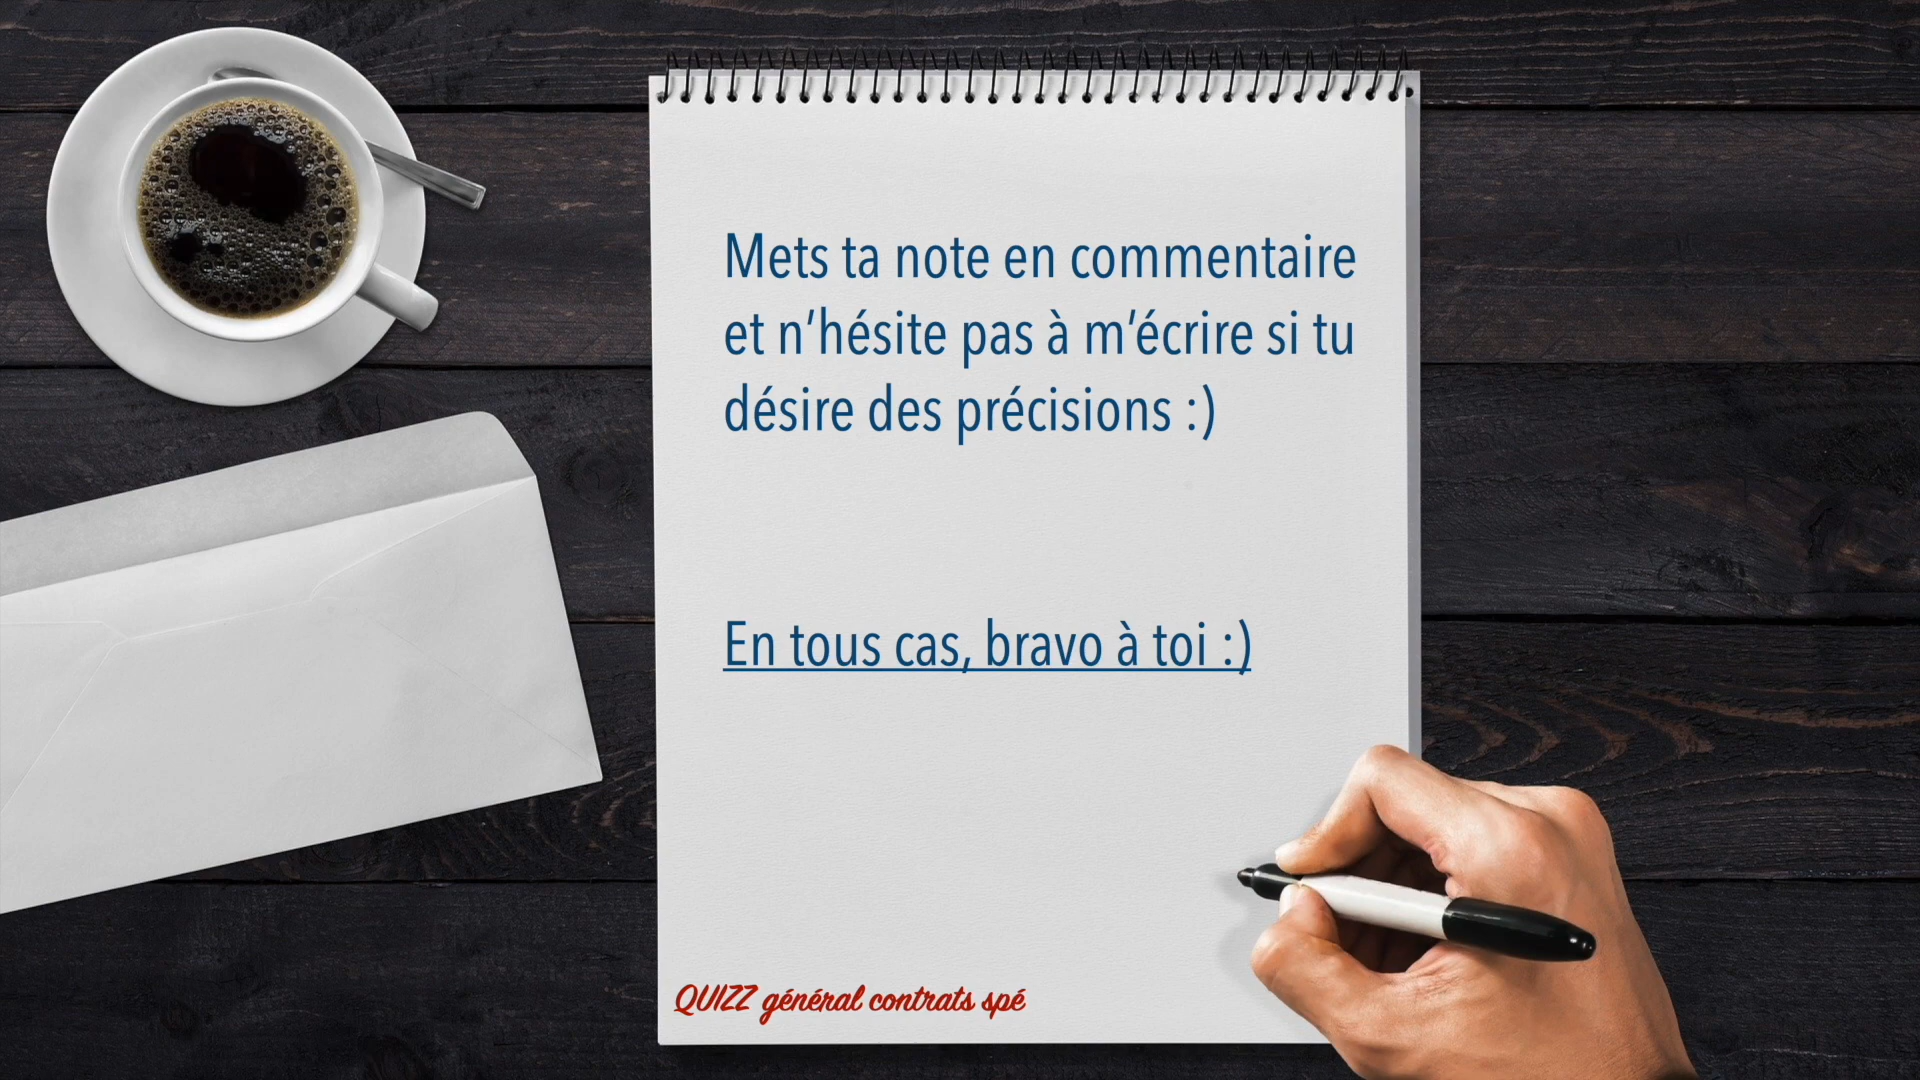 Mets ta note en commentaire
et n’hésite pas à m’écrire si tu
désire des précisions :)
En tous cas, bravo à toi :)
QUIZZ général contrats spé